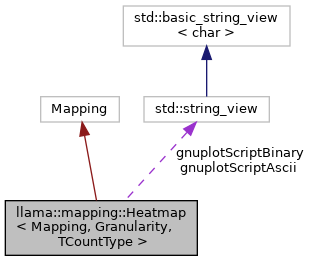 std::basic_string_view
< char >
Mapping
std::string_view
gnuplotScriptBinary
gnuplotScriptAscii
llama::mapping::Heatmap
< Mapping, Granularity,
TCountType >